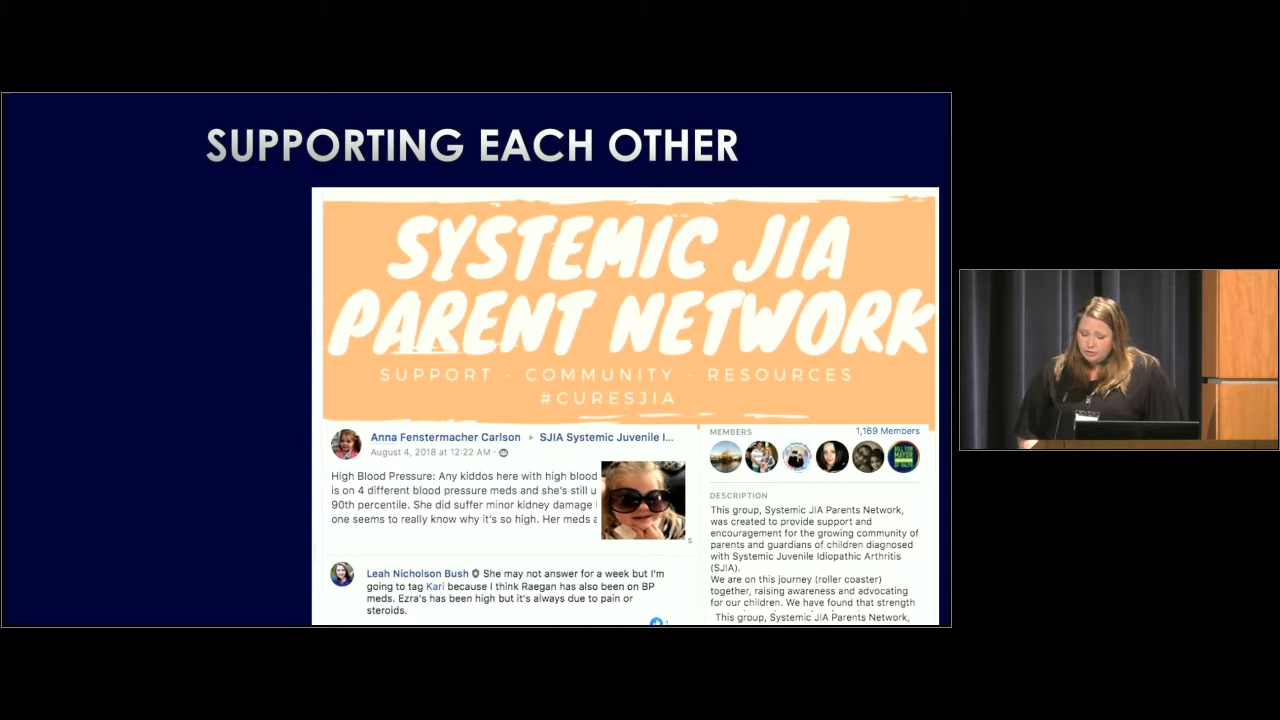 SUPPORTING EACH OTHER
SYSTEMIC JIA
PARENT NETWORK
SUPPORT · COMMUNITY · RESOURCES
#CURESJIA
Anna Fenstermacher Carlson ▸ SJIA Systemic Juvenile I...
August 4, 2018 at 12:22 AM ·
High Blood Pressure: Any kiddos here with high blood
is on 4 different blood pressure meds and she's still u
90th percentile. She did suffer minor kidney damage
one seems to really know why it's so high. Her meds a
s
Leah Nicholson Bush She may not answer for a week but I'm
going to tag Kari because I think Raegan has also been on BP
meds. Ezra's has been high but it's always due to pain or
steroids.
1
MEMBERS 1,169 Members
DESCRIPTION
This group, Systemic JIA Parents Network,
was created to provide support and
encouragement for the growing community of
parents and guardians of children diagnosed
with Systemic Juvenile Idiopathic Arthritis
(SJIA).
We are on this journey (roller coaster)
together, raising awareness and advocating
for our children. We have found that strength
This group, Systemic JIA Parents Network,